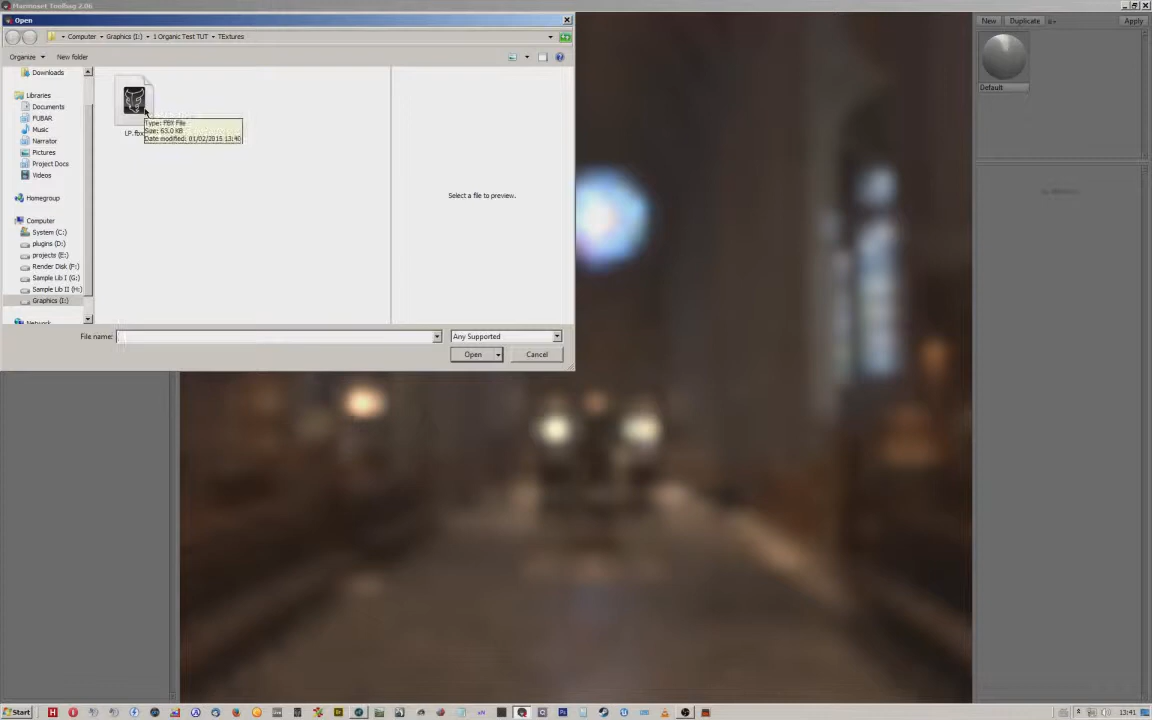 Marmoset Toolbag 2.06
Open
Computer
Graphics (I:)
1 Organic Test TUT
TExtures
Organize
New folder
Downloads
Libraries
Documents
FUBAR
Music
Narrator
Pictures
Project Docs
Videos
Homegroup
Computer
System (C:)
plugins (D:)
projects (E:)
Render Disk (F:)
Sample Lib I (G:)
Sample Lib II (H:)
Graphics (I:)
Network
LP.fbx
Type: FBX File
Size: 63.0 KB
Date modified: 01/02/2015 13:40
Select a file to preview.
File name:
Any Supported
Open
Cancel
New
Duplicate
Apply
Default
Start
13:41